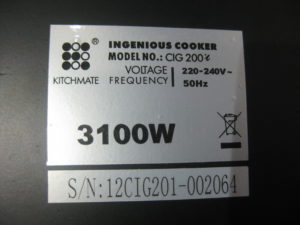 INGENIOUS COOKER
MODEL NO.: CIG 200
KITCHMATE
VOLTAGE 220-240V~
FREQUENCY 50Hz
3100W
S/N:12CIG201-002064